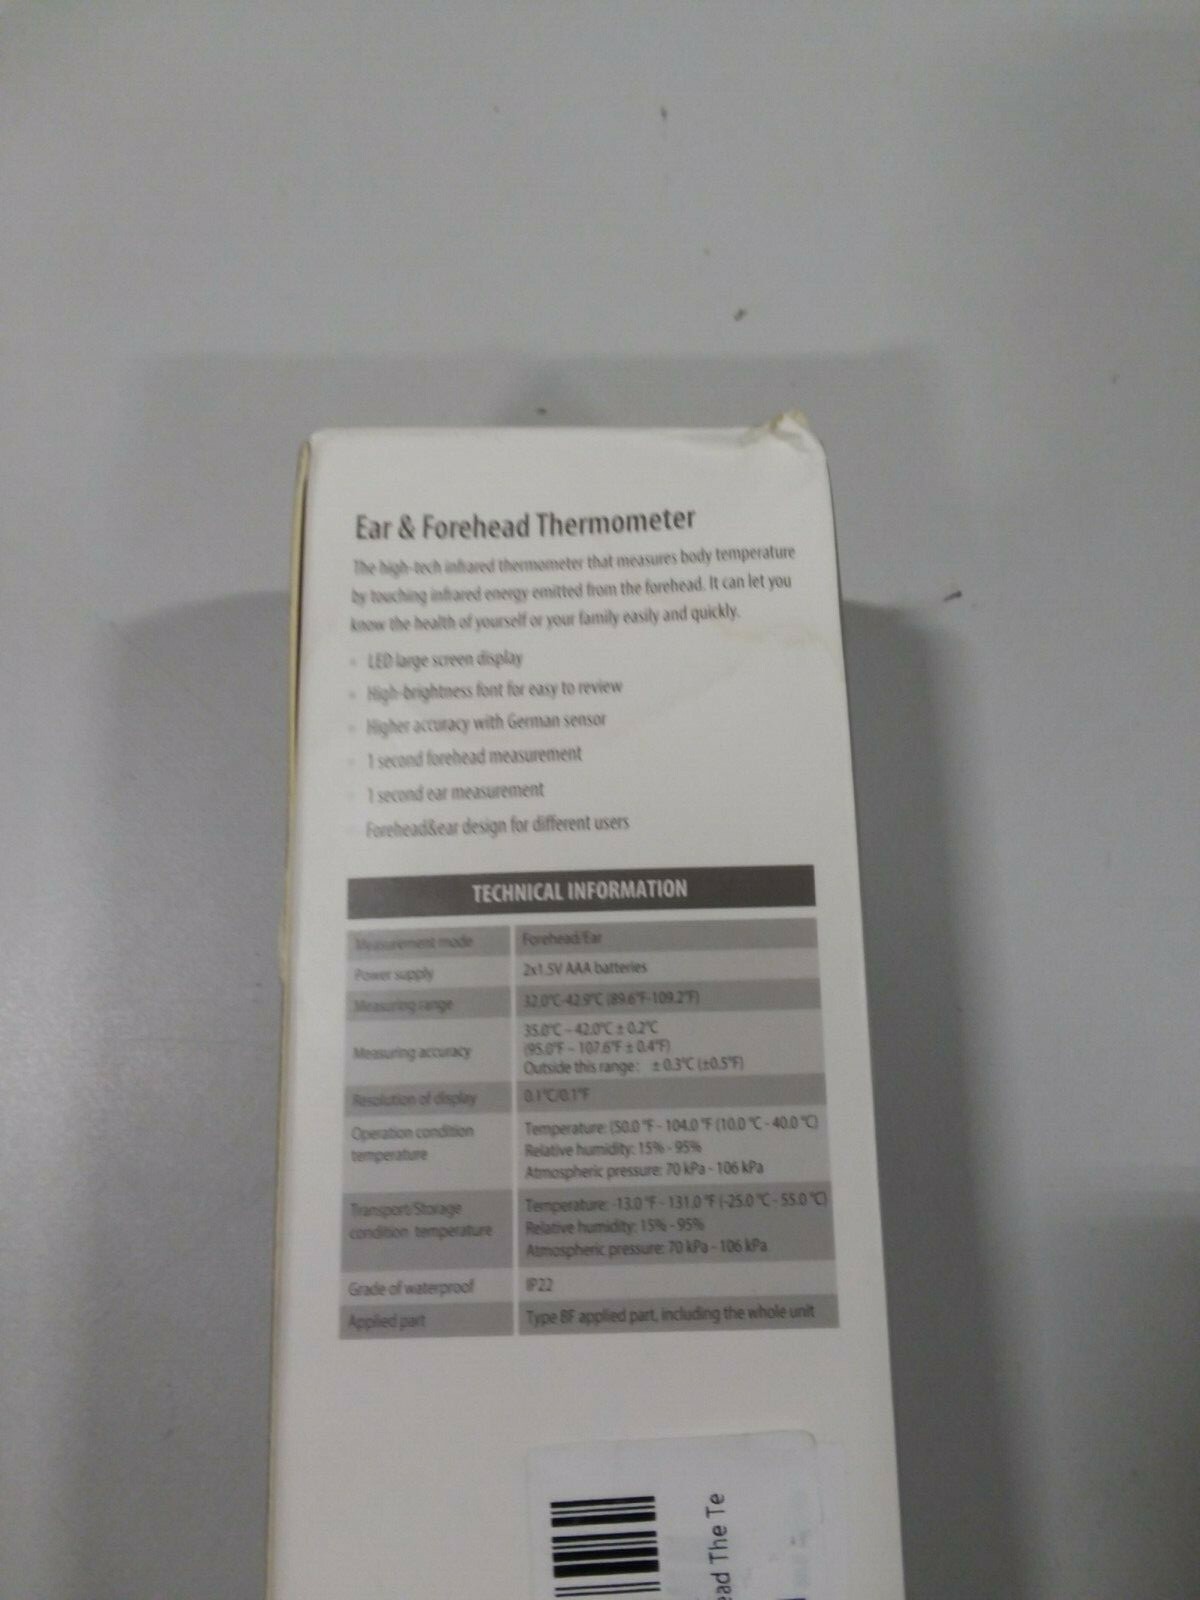 Ear & Forehead Thermometer
The high-tech infrared thermometer that measures body temperature
by touching infrared energy emitted from the forehead. It can let you
know the health of yourself or your family easily and quickly.
LED large screen display
High-brightness font for easy to review
Higher accuracy with German sensor
1 second forehead measurement
1 second ear measurement
Forehead&ear design for different users
TECHNICAL INFORMATION
Measurement mode Forehead/Ear
Power supply 2x1.5V AAA batteries
Measuring range 32.0°C-42.9°C (89.6°F-109.2°F)
Measuring accuracy 35.0°C – 42.0°C ± 0.2°C
(95.0°F – 107.6°F ± 0.4°F)
Outside this range: ± 0.3°C (±0.5°F)
Resolution of display 0.1°C/0.1°F
Operation condition
temperature
Temperature: (50.0 °F - 104.0 °F (10.0 °C - 40.0 °C)
Relative humidity: 15% - 95%
Atmospheric pressure: 70 kPa - 106 kPa
Transport/Storage
condition temperature
Temperature: -13.0 °F - 131.0 °F (-25.0 °C - 55.0 °C)
Relative humidity: 15% - 95%
Atmospheric pressure: 70 kPa - 106 kPa
Grade of waterproof IP22
Applied part Type BF applied part, including the whole unit
ead The Te